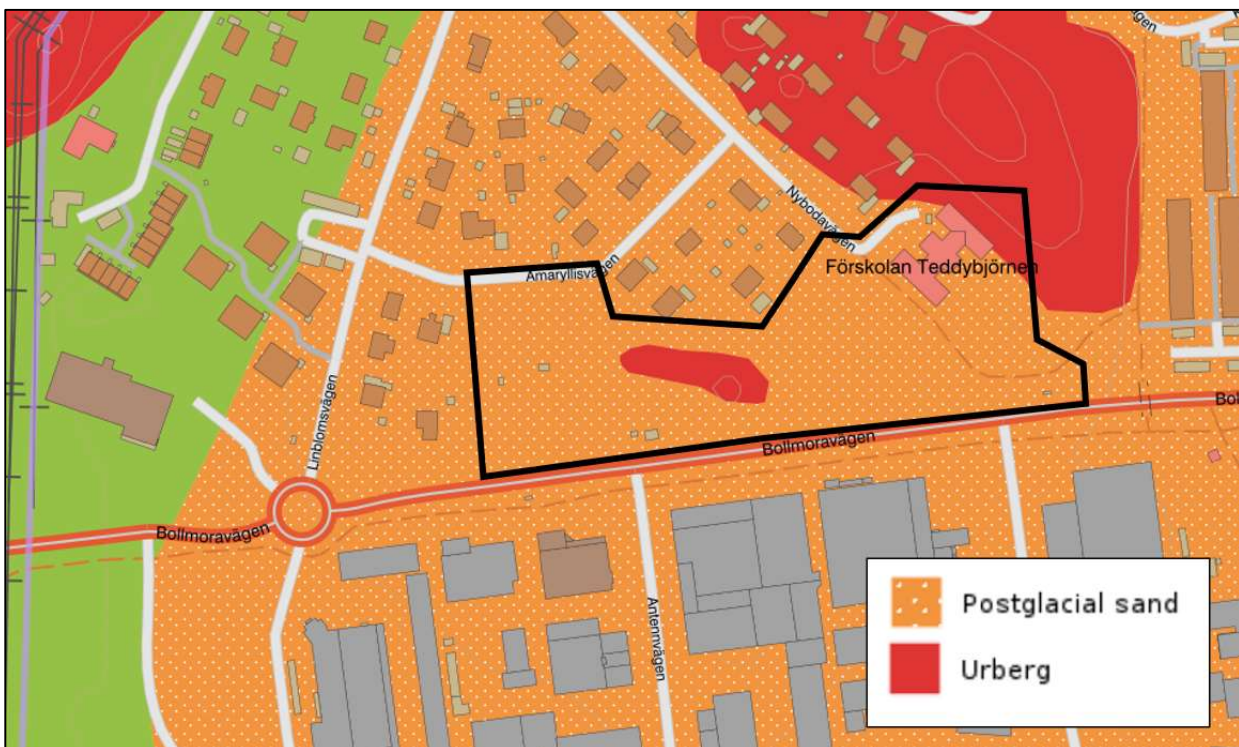 Nybodavägen
Förskolan Teddybjörnen
Amaryllisvägen
Linblomsvägen
Bollmoravägen
Bollmoravägen
Antennvägen
Postglacial sand
Urberg